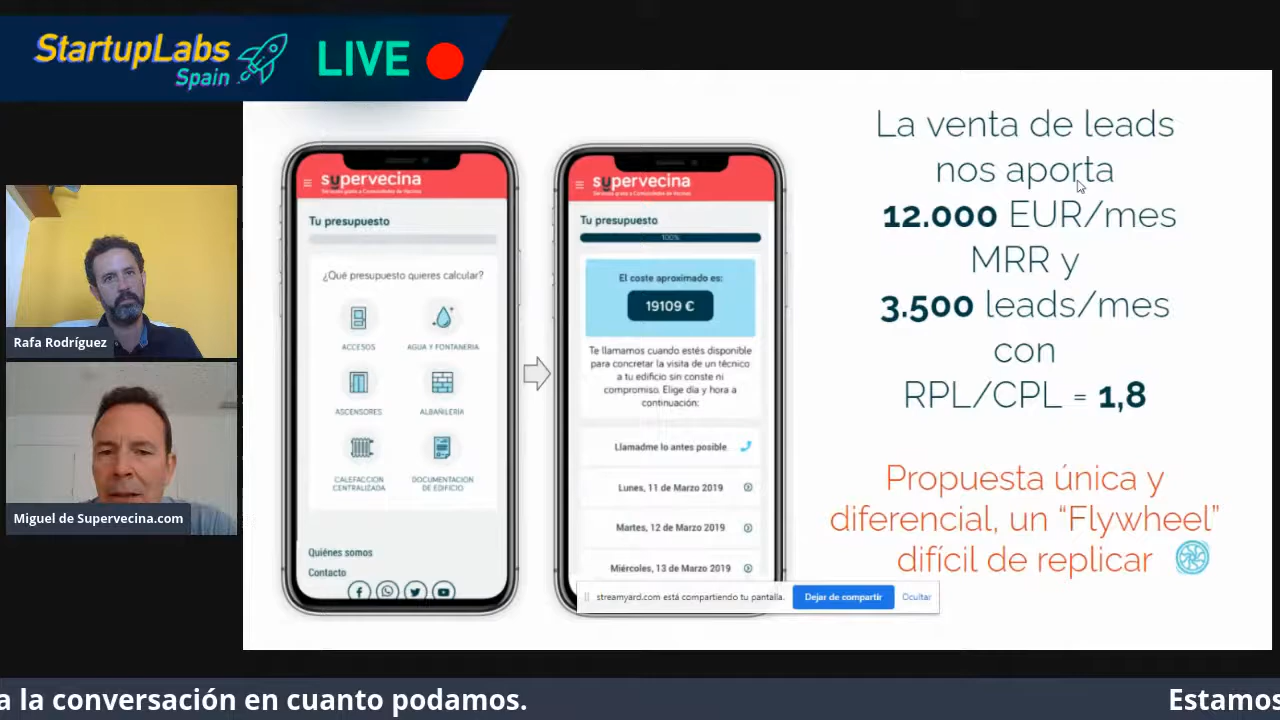 StartupLabs
Spain
LIVE
Rafa Rodríguez
Miguel de Supervecina.com
supervecina
Tu presupuesto
¿Qué presupuesto quieres calcular?
ACCESOS
AGUA Y FONTANERIA
ASCENSORES
ALBAÑILERIA
CALEFACCION
CENTRALIZADA
DOCUMENTACION
DE EDIFICIO
Quiénes somos
Contacto
supervecina
Tu presupuesto
100%
El coste aproximado es:
19109 €
Te llamamos cuando estés disponible
para concretar la visita de un técnico
a tu edificio sin conste ni
compromiso. Elige día y hora a
continuación:
Llamadme lo antes posible
Lunes, 11 de Marzo 2019
Martes, 12 de Marzo 2019
Miércoles, 13 de Marzo 2019
La venta de leads
nos aporta
12.000 EUR/mes
MRR y
3.500 leads/mes
con
RPL/CPL = 1,8
Propuesta única y
diferencial, un “Flywheel”
difícil de replicar
streamyard.com está compartiendo tu pantalla.
Dejar de compartir
Ocultar
a la conversación en cuanto podamos.
Estamos